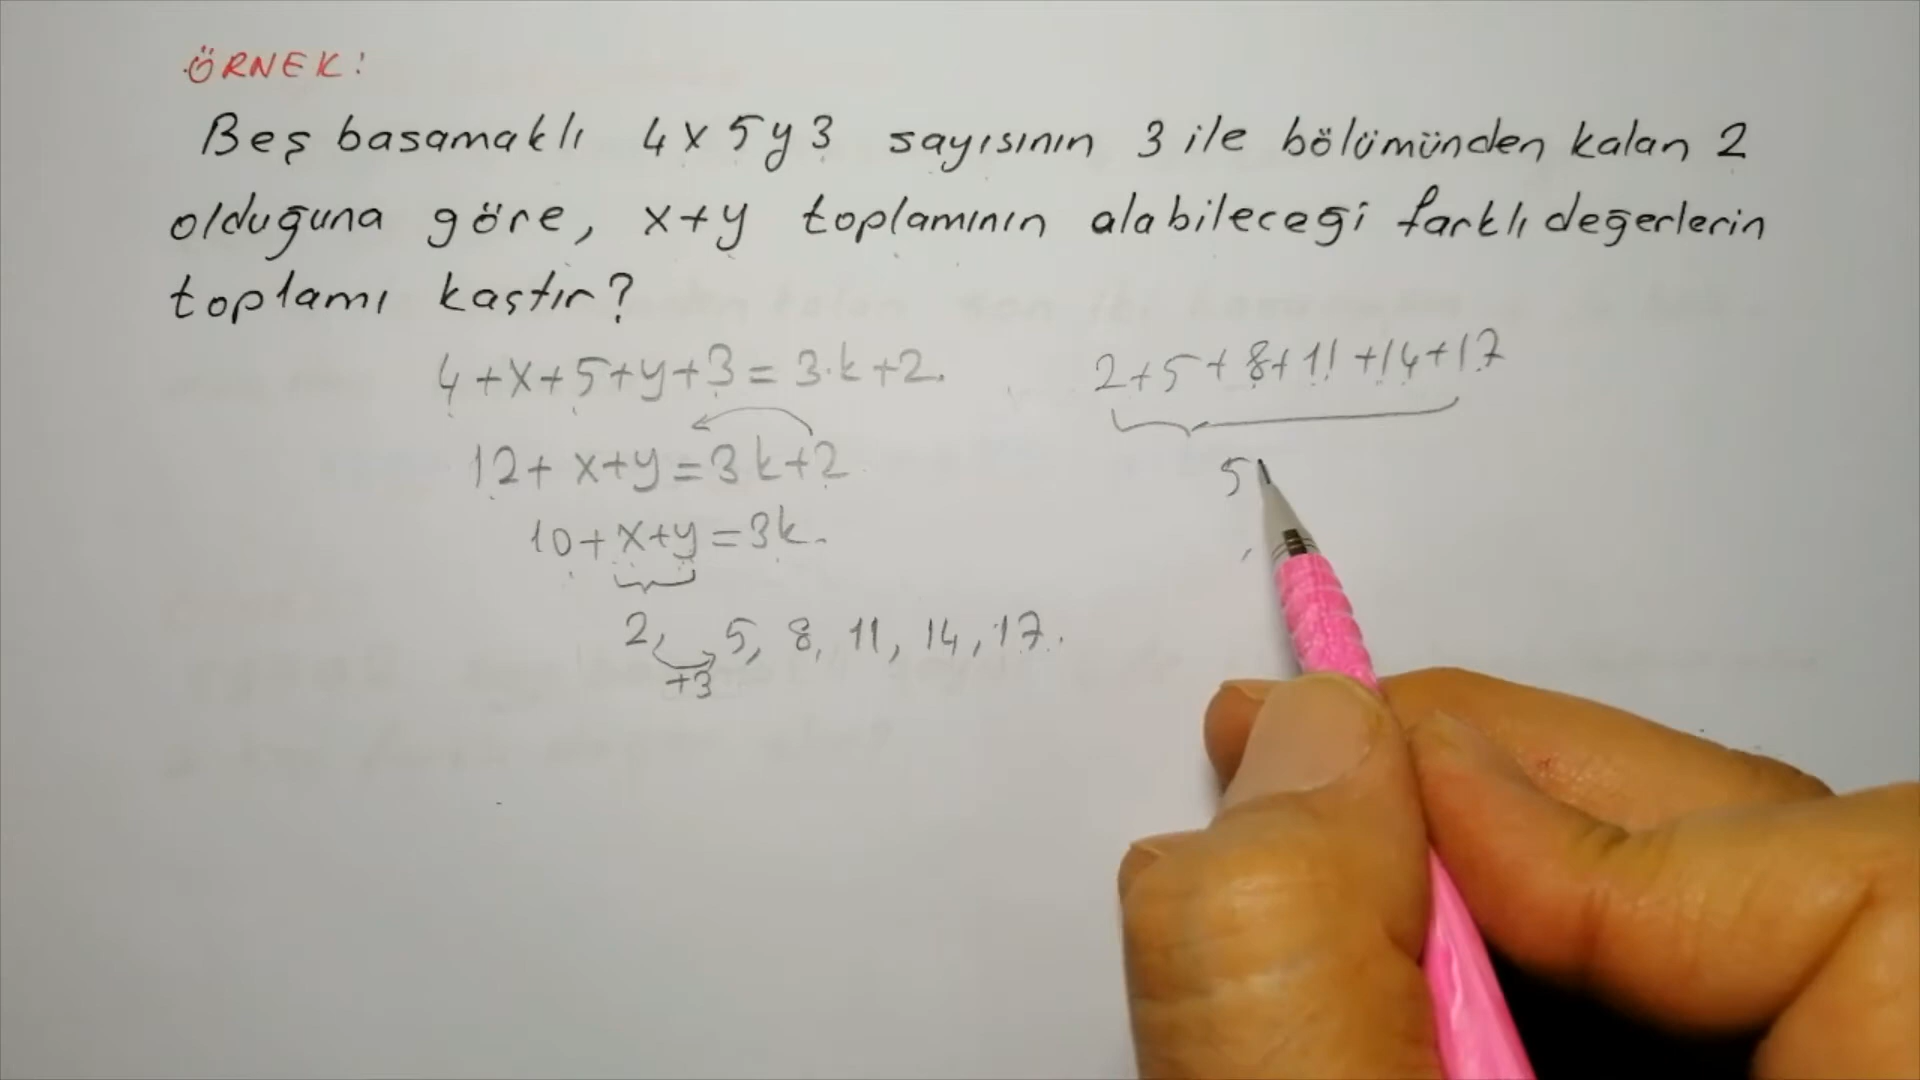 ÖRNEK:
Beş basamaklı 4x5y3 sayısının 3 ile bölümünden kalan 2
olduğuna göre, x+y toplamının alabileceği farklı değerlerin
toplamı kaçtır?
4+x+5+y+3=3.k+2.
12+x+y=3k+2
10+x+y=3k.
2, 5, 8, 11, 14, 17.
+3
2+5+8+11+14+17
5